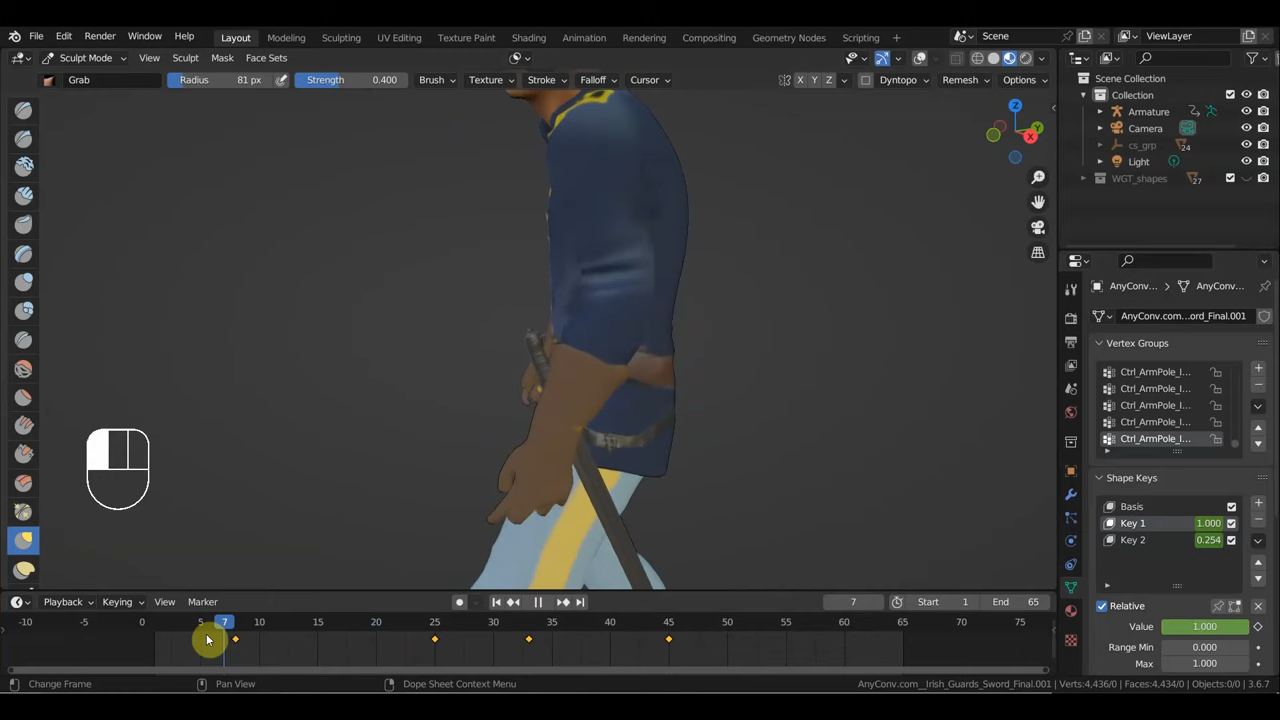 File Edit Render Window Help Layout Modeling Sculpting UV Editing Texture Paint Shading Animation Rendering Compositing Geometry Nodes Scripting + Scene ViewLayer
Sculpt Mode View Sculpt Mask Face Sets
Grab Radius 81 px Strength 0.400 Brush Texture Stroke Falloff Cursor X Y Z Dyntopo Remesh Options
Scene Collection
Collection
Armature
Camera
cs_grp 24
Light
WGT_shapes 27
Z
Y
X
AnyConv... > AnyConv...
AnyConv.com...ord_Final.001
Vertex Groups
Ctrl_ArmPole_I...
Ctrl_ArmPole_I...
Ctrl_ArmPole_I...
Ctrl_ArmPole_I...
Ctrl_ArmPole_I...
Shape Keys
Basis
Key 1 1.000
Key 2 0.254
Relative
Value 1.000
Range Min 0.000
Max 1.000
Playback Keying View Marker 7 Start 1 End 65
-10 -5 0 5 7 10 15 20 25 30 35 40 45 50 55 60 65 70 75
Change Frame Pan View Dope Sheet Context Menu AnyConv.com__Irish_Guards_Sword_Final.001 | Verts:4,436/0 | Faces:4,434/0 | Objects:0/0 | 3.6.7